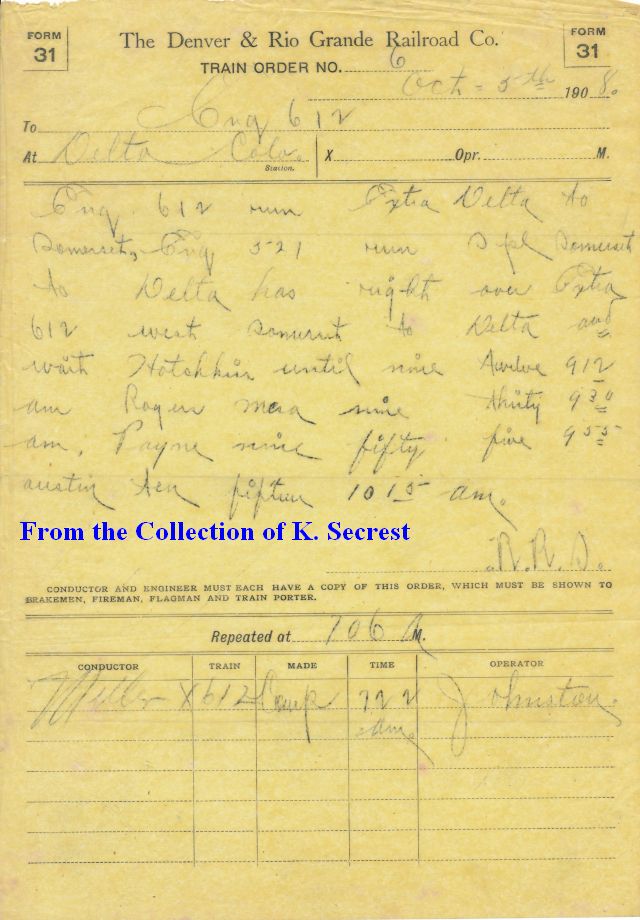 FORM 31
The Denver & Rio Grande Railroad Co.
FORM 31
TRAIN ORDER NO. 6
Oct = 5th 1908.
To Eng 612
At Delta Colo. X Opr. M.
Station.
Eng 612 run Extra Delta to
Somerset, Eng 521 run Spl Somerset
to Delta has right over Extra
612 west Somerset to Delta and
wait Hotchkiss until nine twelve 912
am Rogers mesa nine thirty 930
am, Payne nine fifty five 955
austin ten fifteen 1015 am.
From the Collection of K. Secrest
R. R. D.
CONDUCTOR AND ENGINEER MUST EACH HAVE A COPY OF THIS ORDER, WHICH MUST BE SHOWN TO
BRAKEMEN, FIREMAN, FLAGMAN AND TRAIN PORTER.
Repeated at 706 A M.
CONDUCTOR TRAIN MADE TIME OPERATOR
Miller X612 Comp 722 Johnston.
am.